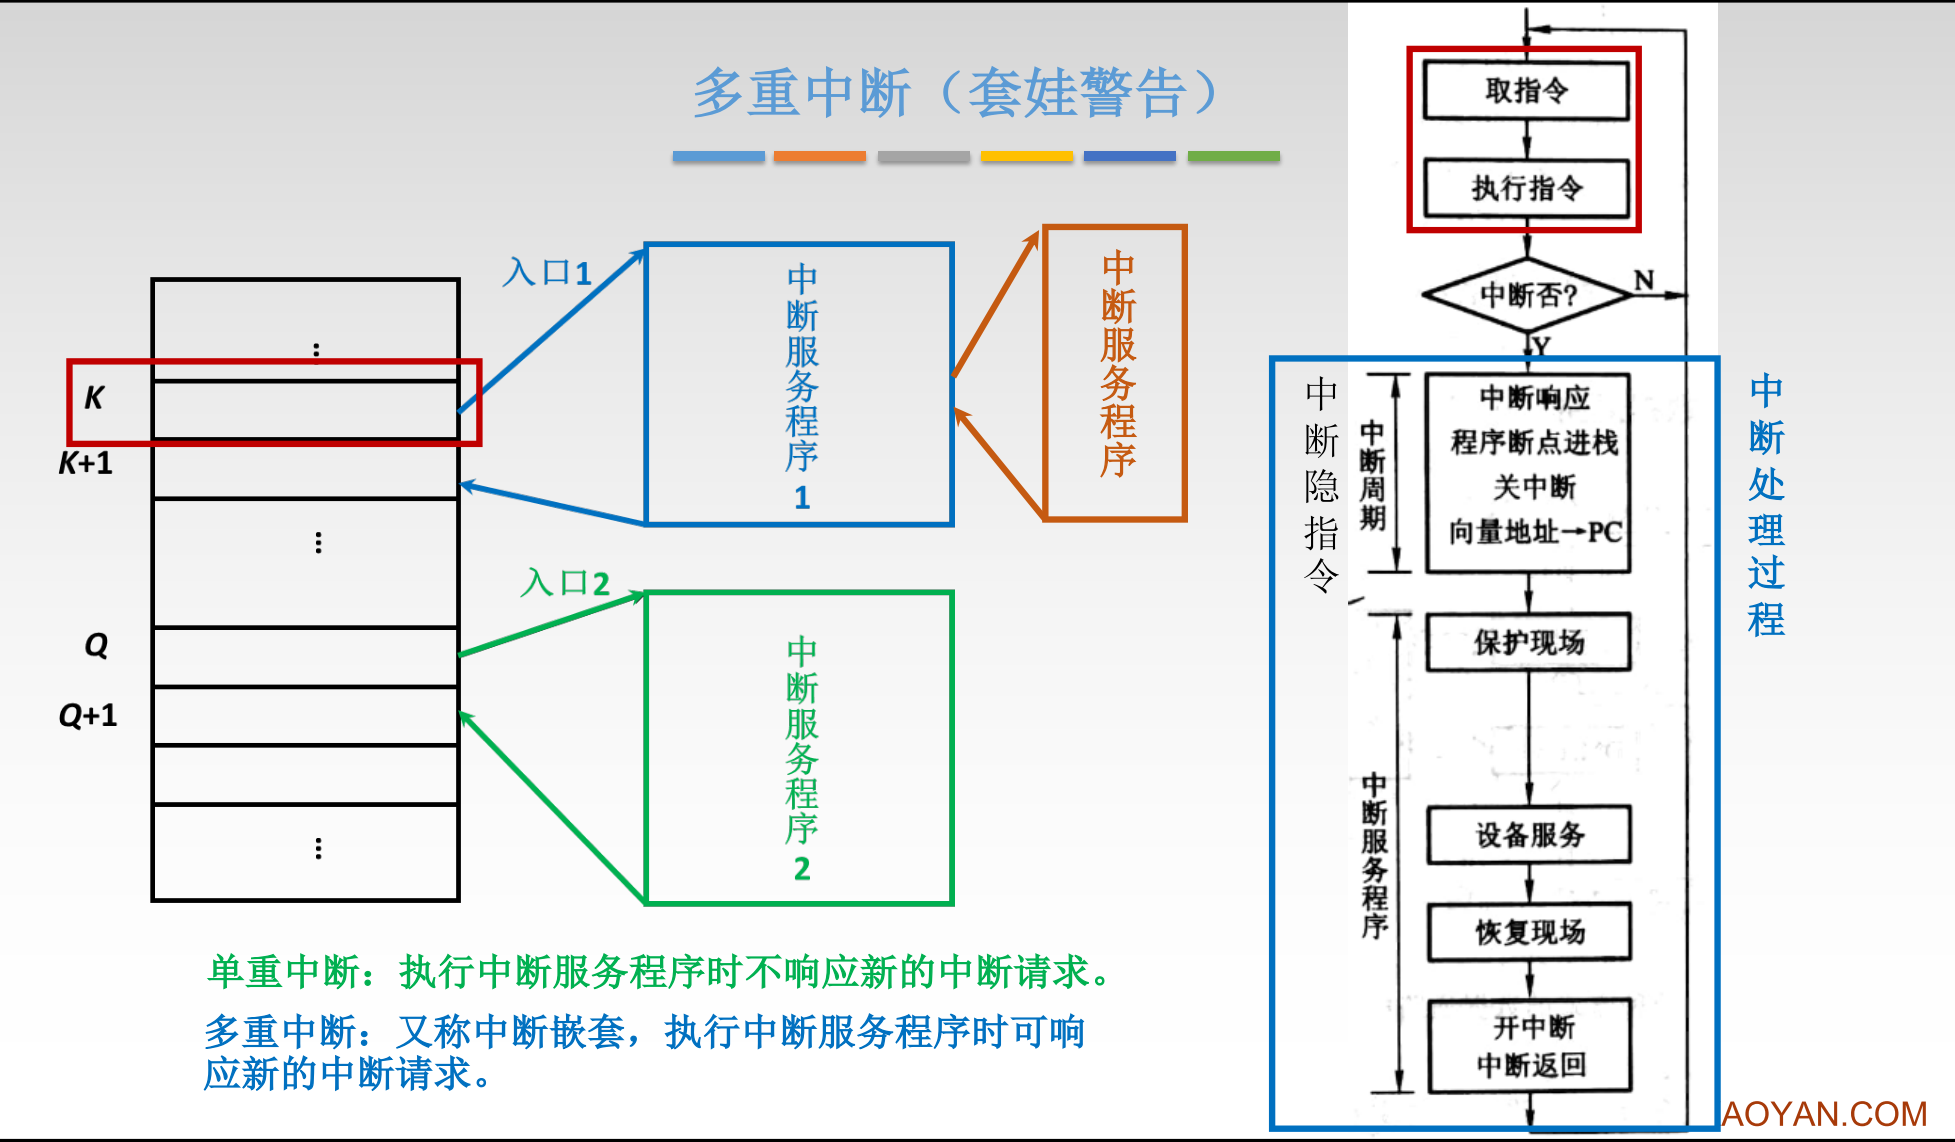 多重中断（套娃警告）
入口1
中断服务程序1
中断服务程序
⋮
K
K+1
⋮
Q
Q+1
⋮
入口2
中断服务程序2
单重中断：执行中断服务程序时不响应新的中断请求。
多重中断：又称中断嵌套，执行中断服务程序时可响
应新的中断请求。
取指令
执行指令
中断否?
N
Y
中断隐指令
中断周期
中断响应
程序断点进栈
关中断
向量地址→PC
中断处理过程
中断服务程序
保护现场
设备服务
恢复现场
开中断
中断返回
AOYAN.COM